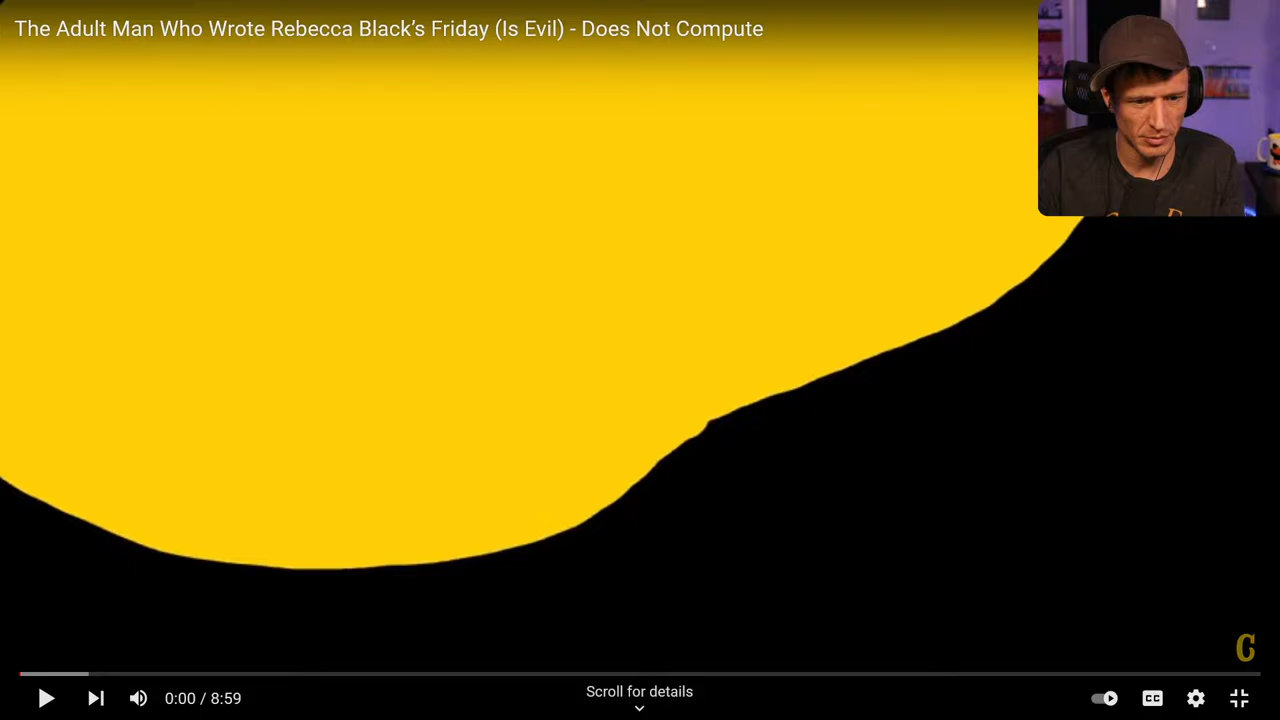 The Adult Man Who Wrote Rebecca Black’s Friday (Is Evil) - Does Not Compute
C
0:00 / 8:59
Scroll for details
CC